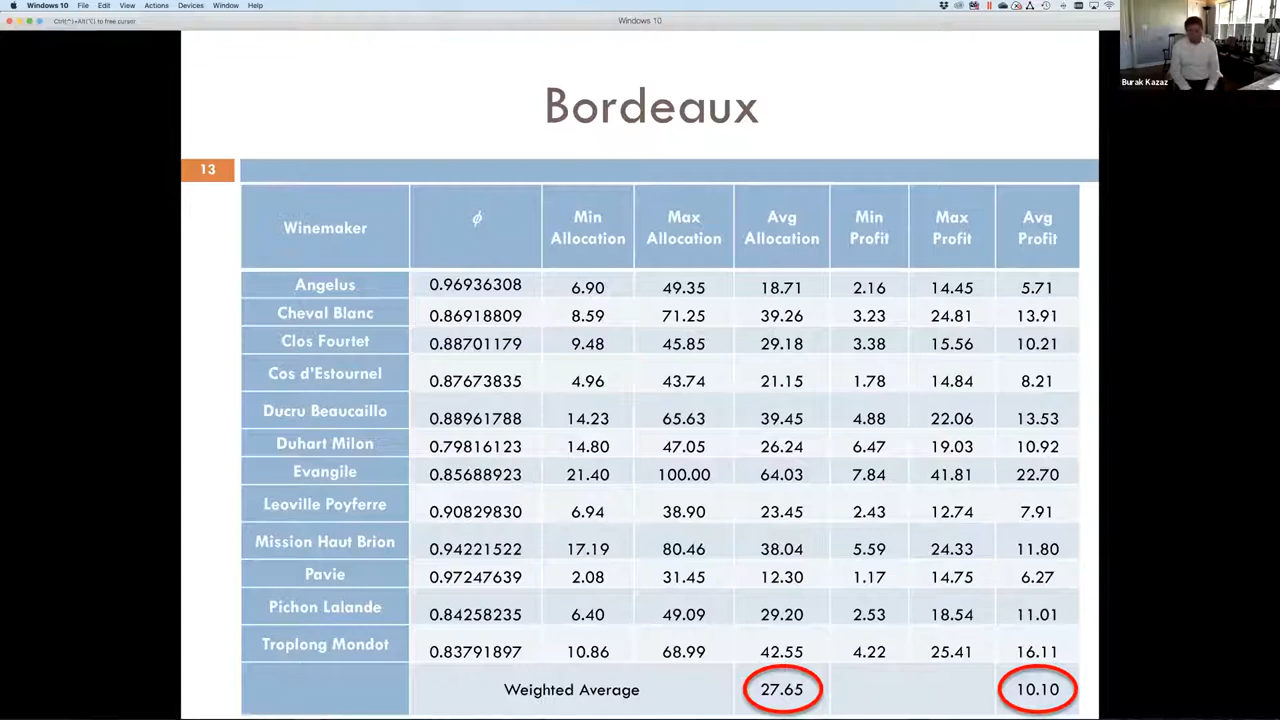 Windows 10 File Edit View Actions Devices Window Help
Ctrl(^)+Alt(⌥) to free cursor
Windows 10
Burak Kazaz
Bordeaux
13
Winemaker ϕ Min Allocation Max Allocation Avg Allocation Min Profit Max Profit Avg Profit
Angelus 0.96936308 6.90 49.35 18.71 2.16 14.45 5.71
Cheval Blanc 0.86918809 8.59 71.25 39.26 3.23 24.81 13.91
Clos Fourtet 0.88701179 9.48 45.85 29.18 3.38 15.56 10.21
Cos d'Estournel 0.87673835 4.96 43.74 21.15 1.78 14.84 8.21
Ducru Beaucaillo 0.88961788 14.23 65.63 39.45 4.88 22.06 13.53
Duhart Milon 0.79816123 14.80 47.05 26.24 6.47 19.03 10.92
Evangile 0.85688923 21.40 100.00 64.03 7.84 41.81 22.70
Leoville Poyferre 0.90829830 6.94 38.90 23.45 2.43 12.74 7.91
Mission Haut Brion 0.94221522 17.19 80.46 38.04 5.59 24.33 11.80
Pavie 0.97247639 2.08 31.45 12.30 1.17 14.75 6.27
Pichon Lalande 0.84258235 6.40 49.09 29.20 2.53 18.54 11.01
Troplong Mondot 0.83791897 10.86 68.99 42.55 4.22 25.41 16.11
Weighted Average 27.65 10.10